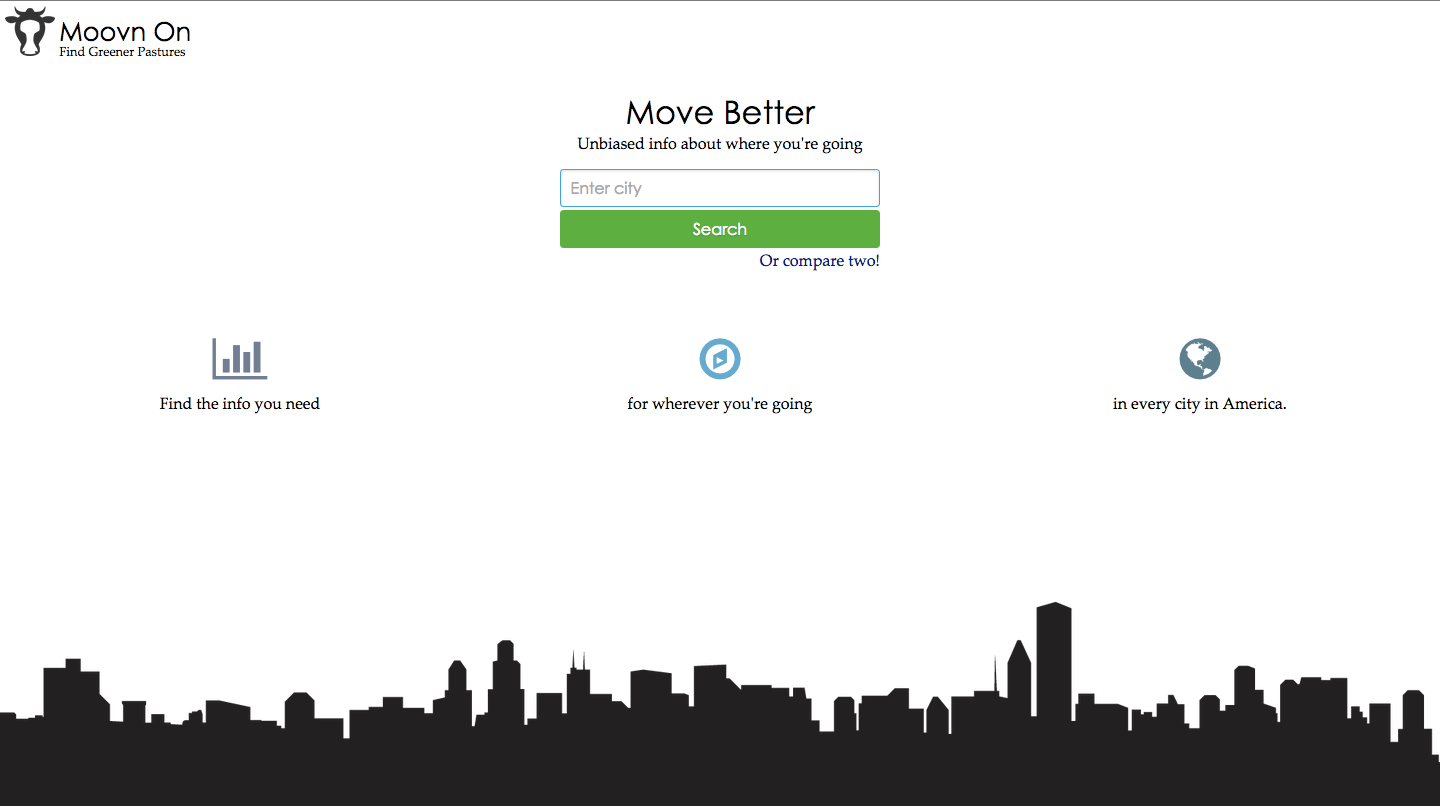 Moovn On
Find Greener Pastures
Move Better
Unbiased info about where you're going
Enter city
Search
Or compare two!
Find the info you need
for wherever you're going
in every city in America.